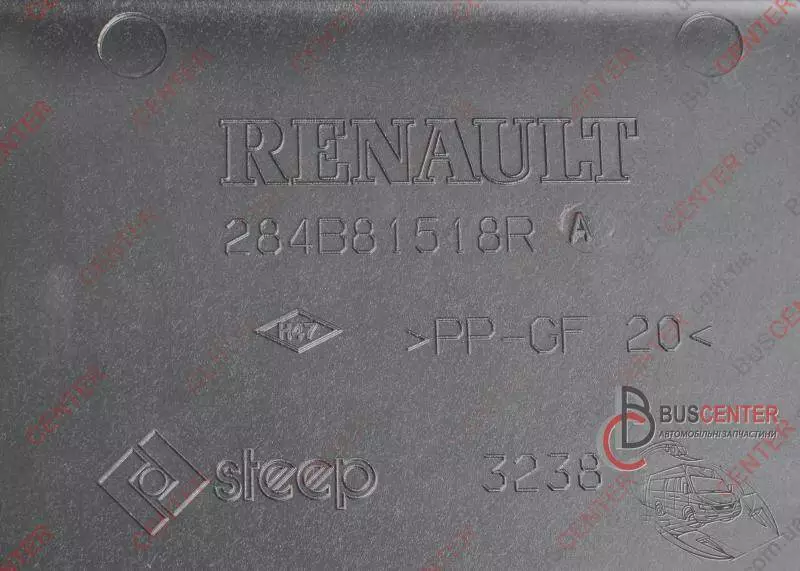 RENAULT
284B81518R A
H47 >PP-GF 20<
BUSCENTER
АВТОМОБІЛЬНІ ЗАПЧАСТИНИ
steep 3238